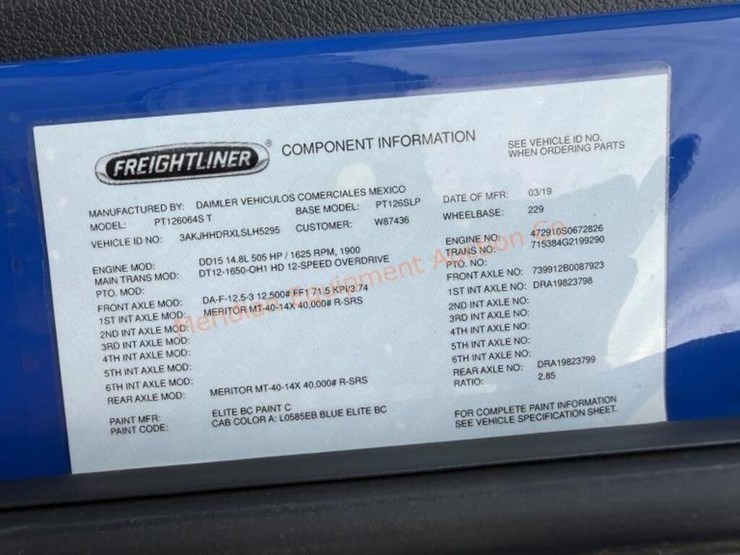 FREIGHTLINER® COMPONENT INFORMATION SEE VEHICLE ID NO.
WHEN ORDERING PARTS
MANUFACTURED BY: DAIMLER VEHICULOS COMERCIALES MEXICO
MODEL: PT126064S T BASE MODEL: PT126SLP DATE OF MFR: 03/19
VEHICLE ID NO: 3AKJHHDRXLSLH5295 CUSTOMER: W87436 WHEELBASE: 229
ENGINE MOD: DD15 14.8L 505 HP / 1625 RPM, 1900 ENGINE NO: 472910S0672826
MAIN TRANS MOD: DT12-1650-OH1 HD 12-SPEED OVERDRIVE TRANS NO: 715384G2199290
PTO. MOD: PTO. NO:
FRONT AXLE MOD: DA-F-12.5-3 12,500# FF1 71.5 KPI/3.74 FRONT AXLE NO: 739912B0087923
1ST INT AXLE MOD: MERITOR MT-40-14X 40,000# R-SRS 1ST INT AXLE NO: DRA19823798
2ND INT AXLE MOD: 2ND INT AXLE NO:
3RD INT AXLE MOD: 3RD INT AXLE NO:
4TH INT AXLE MOD: 4TH INT AXLE NO:
5TH INT AXLE MOD: 5TH INT AXLE NO:
6TH INT AXLE MOD: 6TH INT AXLE NO:
REAR AXLE MOD: MERITOR MT-40-14X 40,000# R-SRS REAR AXLE NO: DRA19823799
RATIO: 2.85
PAINT MFR: ELITE BC PAINT C FOR COMPLETE PAINT INFORMATION
PAINT CODE: CAB COLOR A: L0585EB BLUE ELITE BC SEE VEHICLE SPECIFICATION SHEET.
Meridian Equipment Auction Co